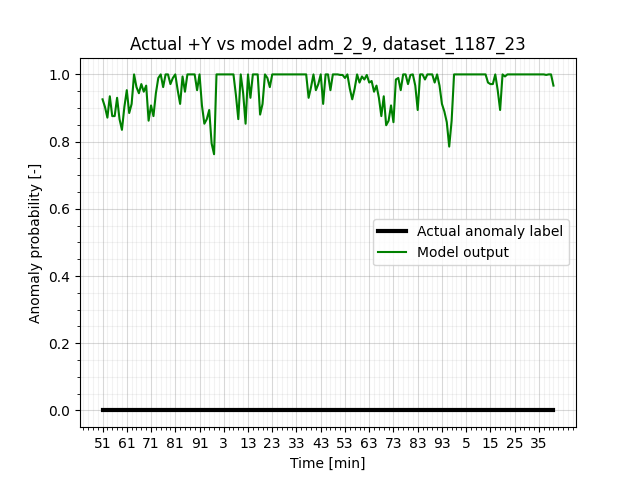 Actual +Y vs model adm_2_9, dataset_1187_23
1.0
0.8
0.6
0.4
0.2
0.0
Anomaly probability [-]
Actual anomaly label
Model output
51 61 71 81 91 3 13 23 33 43 53 63 73 83 93 5 15 25 35
Time [min]